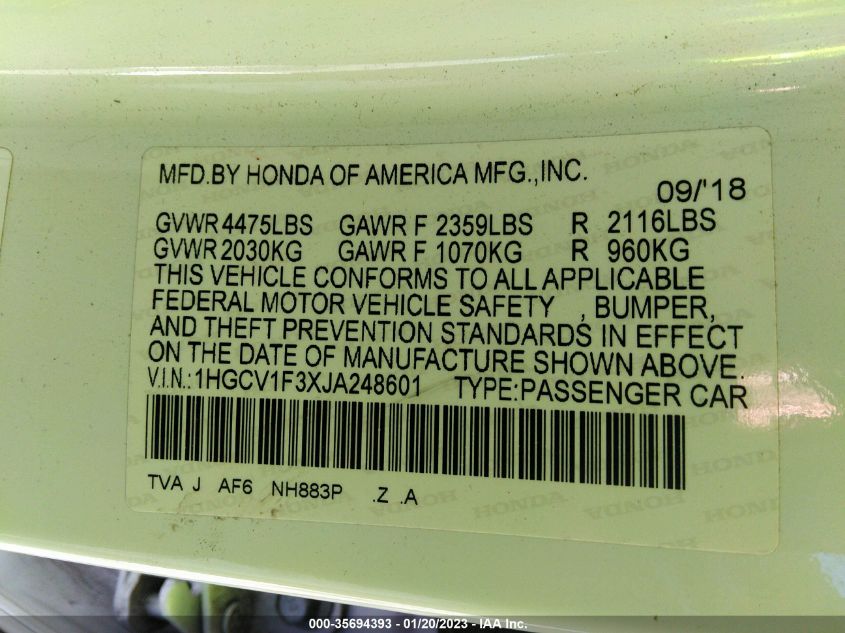 MFD.BY HONDA OF AMERICA MFG.,INC.
09/'18
GVWR 4475LBS GAWR F 2359LBS R 2116LBS
GVWR 2030KG GAWR F 1070KG R 960KG
THIS VEHICLE CONFORMS TO ALL APPLICABLE
FEDERAL MOTOR VEHICLE SAFETY , BUMPER,
AND THEFT PREVENTION STANDARDS IN EFFECT
ON THE DATE OF MANUFACTURE SHOWN ABOVE.
V.I.N.:1HGCV1F3XJA248601 TYPE:PASSENGER CAR
TVA J AF6 NH883P .Z .A
000-35694393 - 01/20/2023 - IAA Inc.